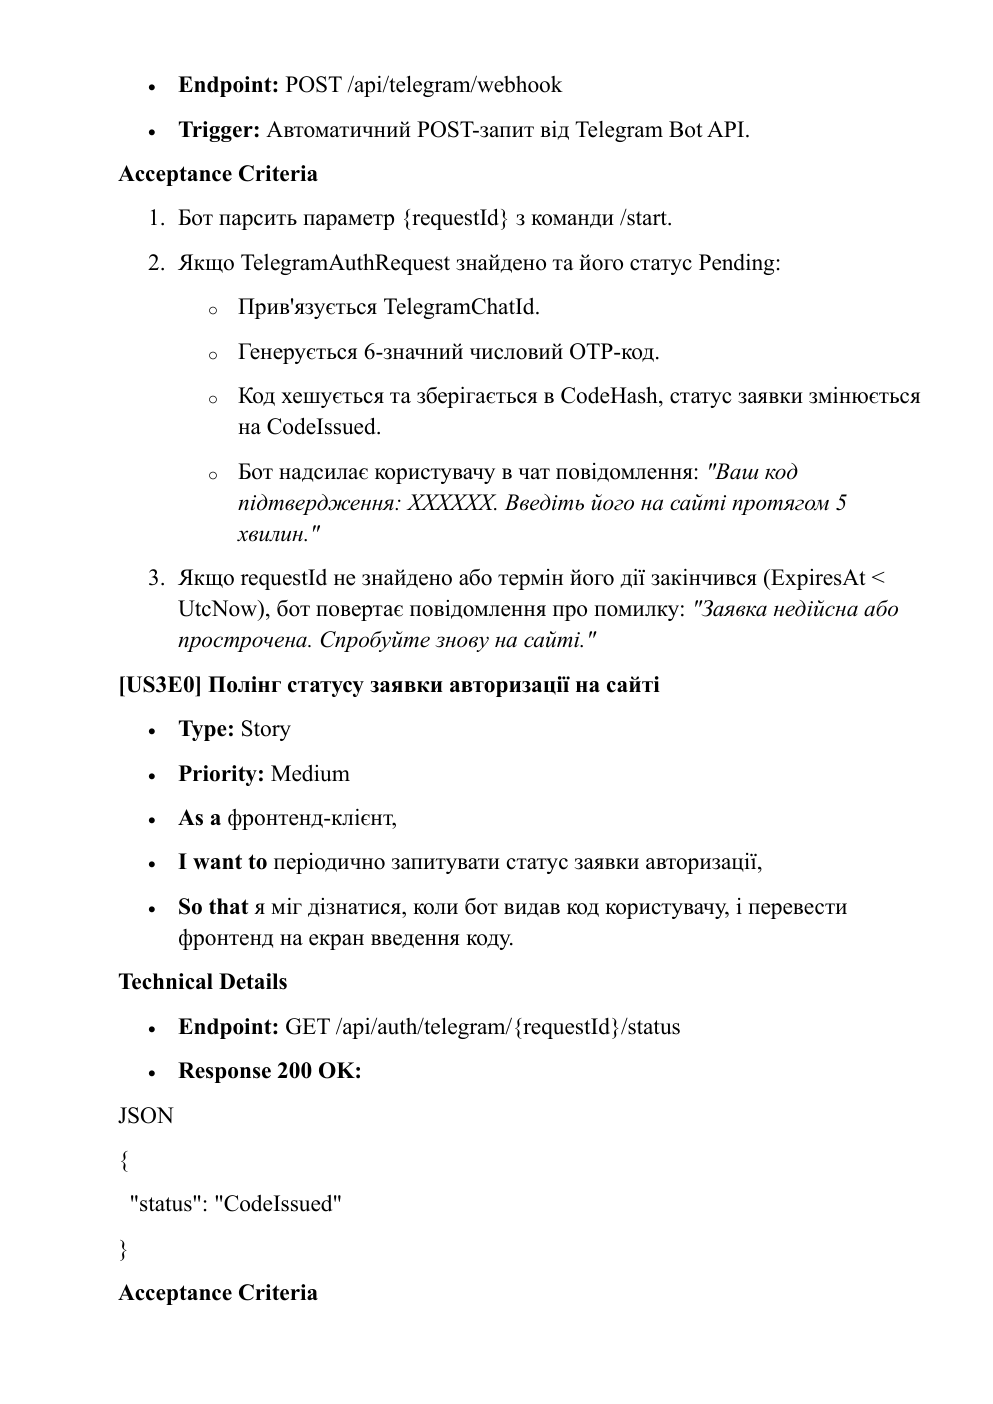 • Endpoint: POST /api/telegram/webhook
• Trigger: Автоматичний POST-запит від Telegram Bot API.
Acceptance Criteria
1. Бот парсить параметр {requestId} з команди /start.
2. Якщо TelegramAuthRequest знайдено та його статус Pending:
o Прив'язується TelegramChatId.
o Генерується 6-значний числовий OTP-код.
o Код хешується та зберігається в CodeHash, статус заявки змінюється
на CodeIssued.
o Бот надсилає користувачу в чат повідомлення: "Ваш код
підтвердження: XXXXXX. Введіть його на сайті протягом 5
хвилин."
3. Якщо requestId не знайдено або термін його дії закінчився (ExpiresAt <
UtcNow), бот повертає повідомлення про помилку: "Заявка недійсна або
прострочена. Спробуйте знову на сайті."
[US3E0] Полінг статусу заявки авторизації на сайті
• Type: Story
• Priority: Medium
• As a фронтенд-клієнт,
• I want to періодично запитувати статус заявки авторизації,
• So that я міг дізнатися, коли бот видав код користувачу, і перевести
фронтенд на екран введення коду.
Technical Details
• Endpoint: GET /api/auth/telegram/{requestId}/status
• Response 200 OK:
JSON
{
"status": "CodeIssued"
}
Acceptance Criteria